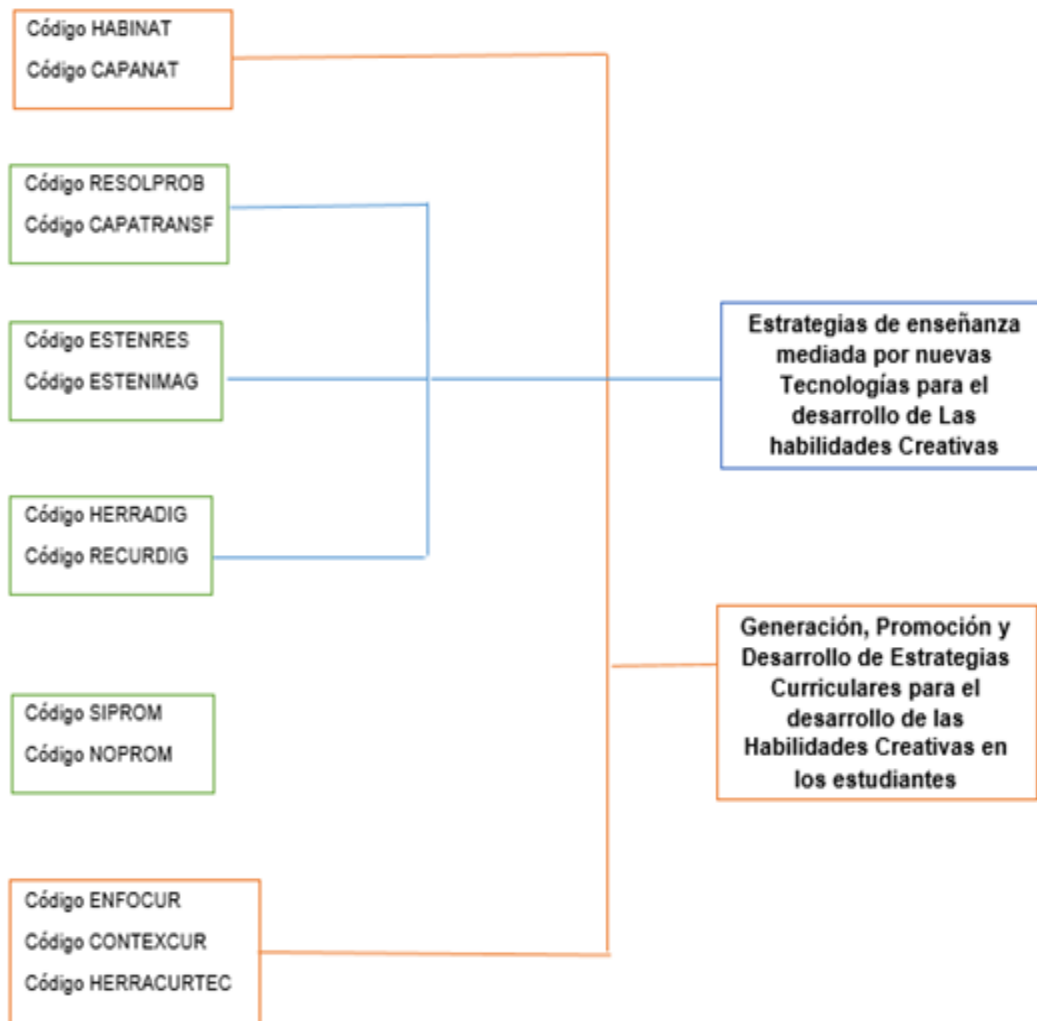 Código HABINAT
Código CAPANAT
Código RESOLPROB
Código CAPATRANSF
Código ESTENRES
Código ESTENIMAG
Código HERRADIG
Código RECURDIG
Código SIPROM
Código NOPROM
Código ENFOCUR
Código CONTEXCUR
Código HERRACURTEC
Estrategias de enseñanza
mediada por nuevas
Tecnologías para el
desarrollo de Las
habilidades Creativas
Generación, Promoción y
Desarrollo de Estrategias
Curriculares para el
desarrollo de las
Habilidades Creativas en
los estudiantes